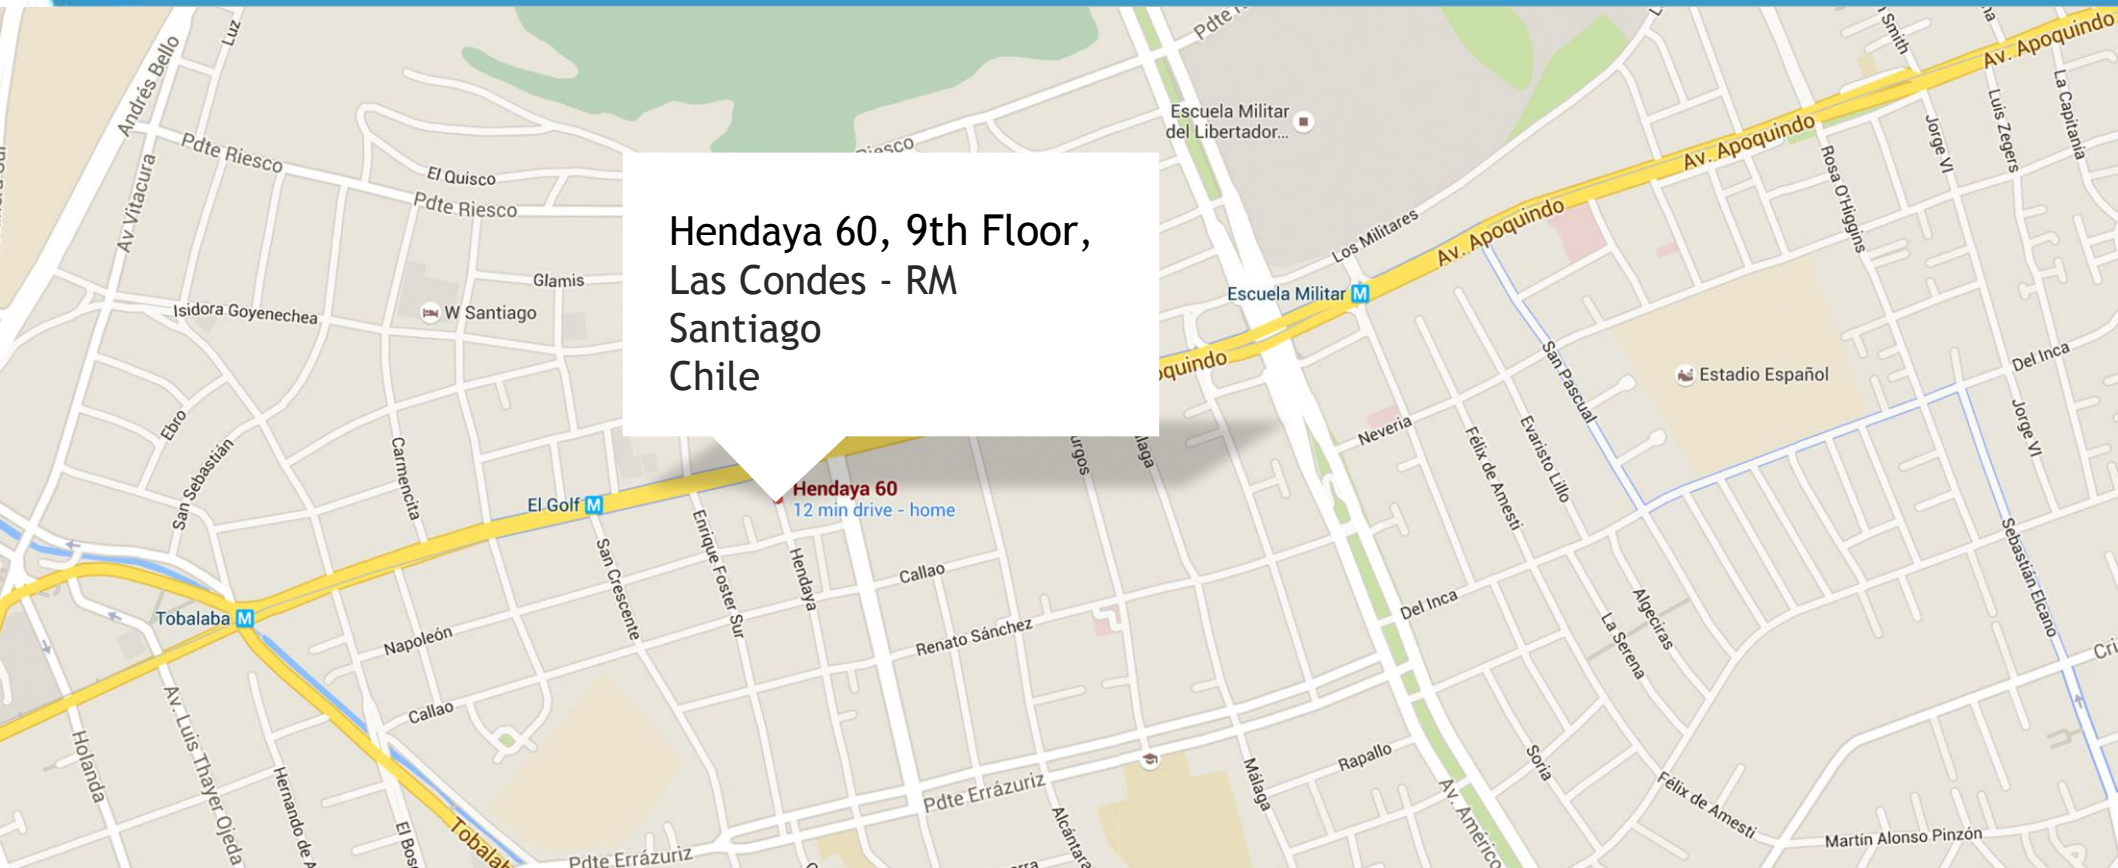 Hendaya 60, 9th Floor,
Las Condes - RM
Santiago
Chile
Hendaya 60
12 min drive - home
Andrés Bello
Luz
Pdte Riesco
El Quisco
Pdte Riesco
Av Vitacura
Glamis
Isidora Goyenechea
W Santiago
Ebro
San Sebastián
Carmencita
El Golf M
Tobalaba M
Napoleón
Callao
San Crescente
Enrique Foster Sur
Hendaya
Callao
Renato Sánchez
Holanda
Av. Luis Thayer Ojeda
Hernando de A
El Bos
Tobalab
Pdte Errázuriz
Pdte Errázuriz
Alcántara
Málaga
Rapallo
Av. Américo
Escuela Militar
del Libertador...
Los Militares
Escuela Militar M
Av. Apoquindo
Av. Apoquindo
Av. Apoquindo
Smith
Luis Zegers
La Capitanía
Jorge VI
Rosa O'Higgins
San Pascual
Estadio Español
Del Inca
Jorge VI
Nevería
Félix de Amesti
Evaristo Lillo
Del Inca
Algeciras
La Serena
Sebastián Elcano
Soria
Félix de Amesti
Martín Alonso Pinzón